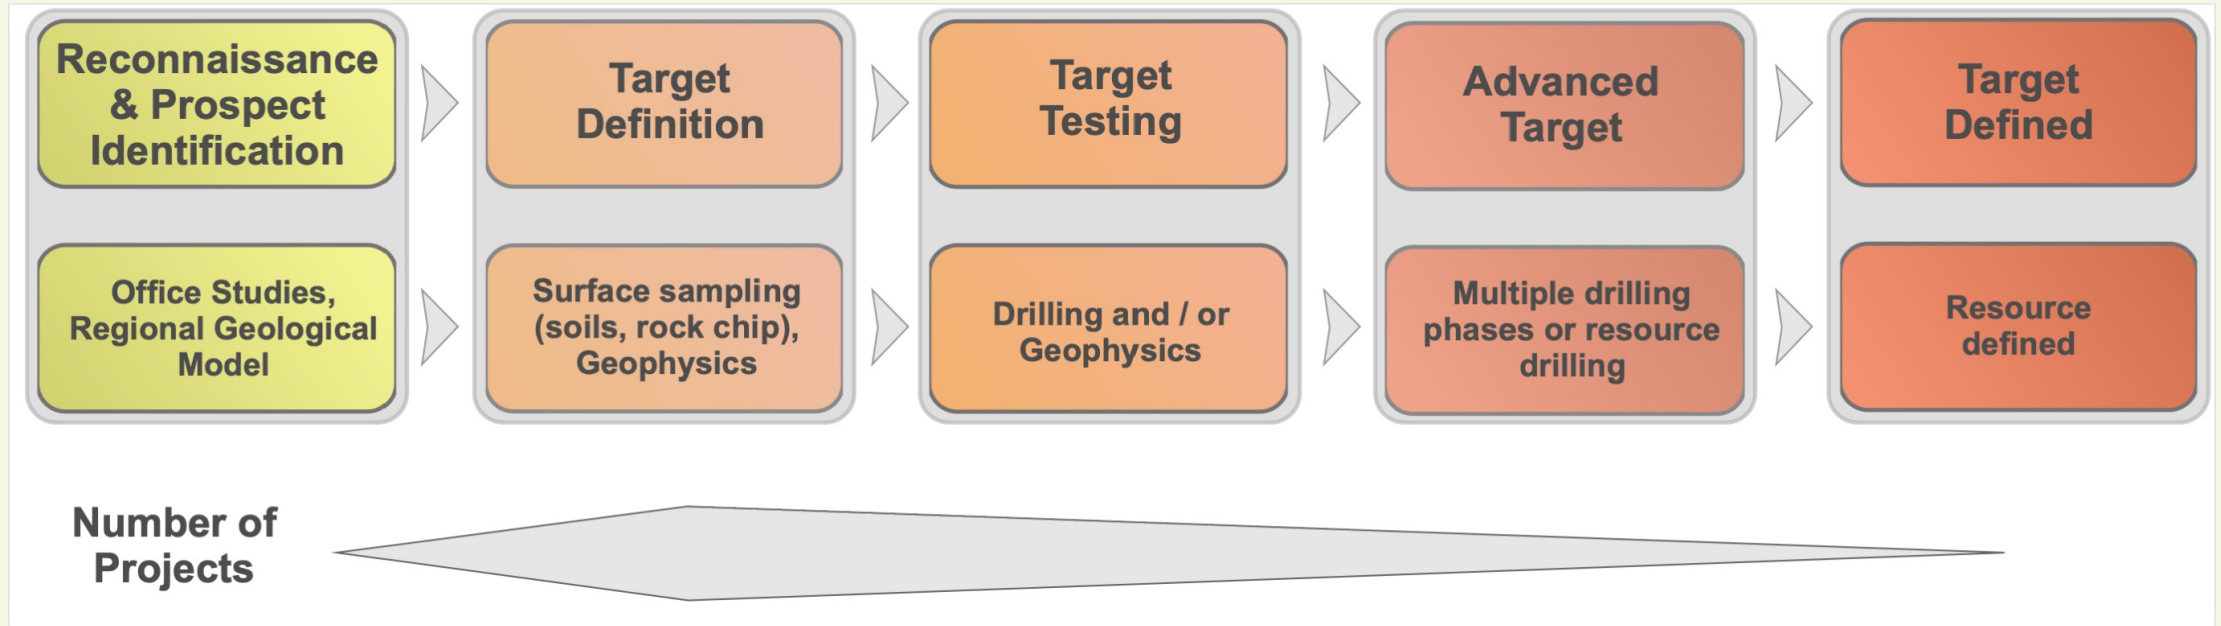 Reconnaissance
& Prospect
Identification
Target
Definition
Target
Testing
Advanced
Target
Target
Defined
Office Studies,
Regional Geological
Model
Surface sampling
(soils, rock chip),
Geophysics
Drilling and / or
Geophysics
Multiple drilling
phases or resource
drilling
Resource
defined
Number of
Projects